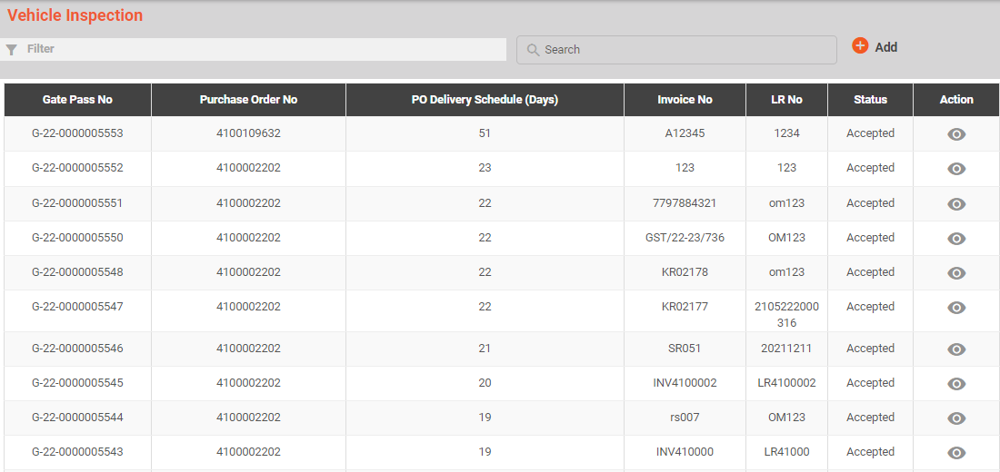 Vehicle Inspection
Filter
Search
Add
Gate Pass No Purchase Order No PO Delivery Schedule (Days) Invoice No LR No Status Action
G-22-0000005553 4100109632 51 A12345 1234 Accepted
G-22-0000005552 4100002202 23 123 123 Accepted
G-22-0000005551 4100002202 22 7797884321 om123 Accepted
G-22-0000005550 4100002202 22 GST/22-23/736 OM123 Accepted
G-22-0000005548 4100002202 22 KR02178 om123 Accepted
G-22-0000005547 4100002202 22 KR02177 2105222000 Accepted
316
G-22-0000005546 4100002202 21 SR051 20211211 Accepted
G-22-0000005545 4100002202 20 INV4100002 LR4100002 Accepted
G-22-0000005544 4100002202 19 rs007 OM123 Accepted
G-22-0000005543 4100002202 19 INV410000 LR41000 Accepted